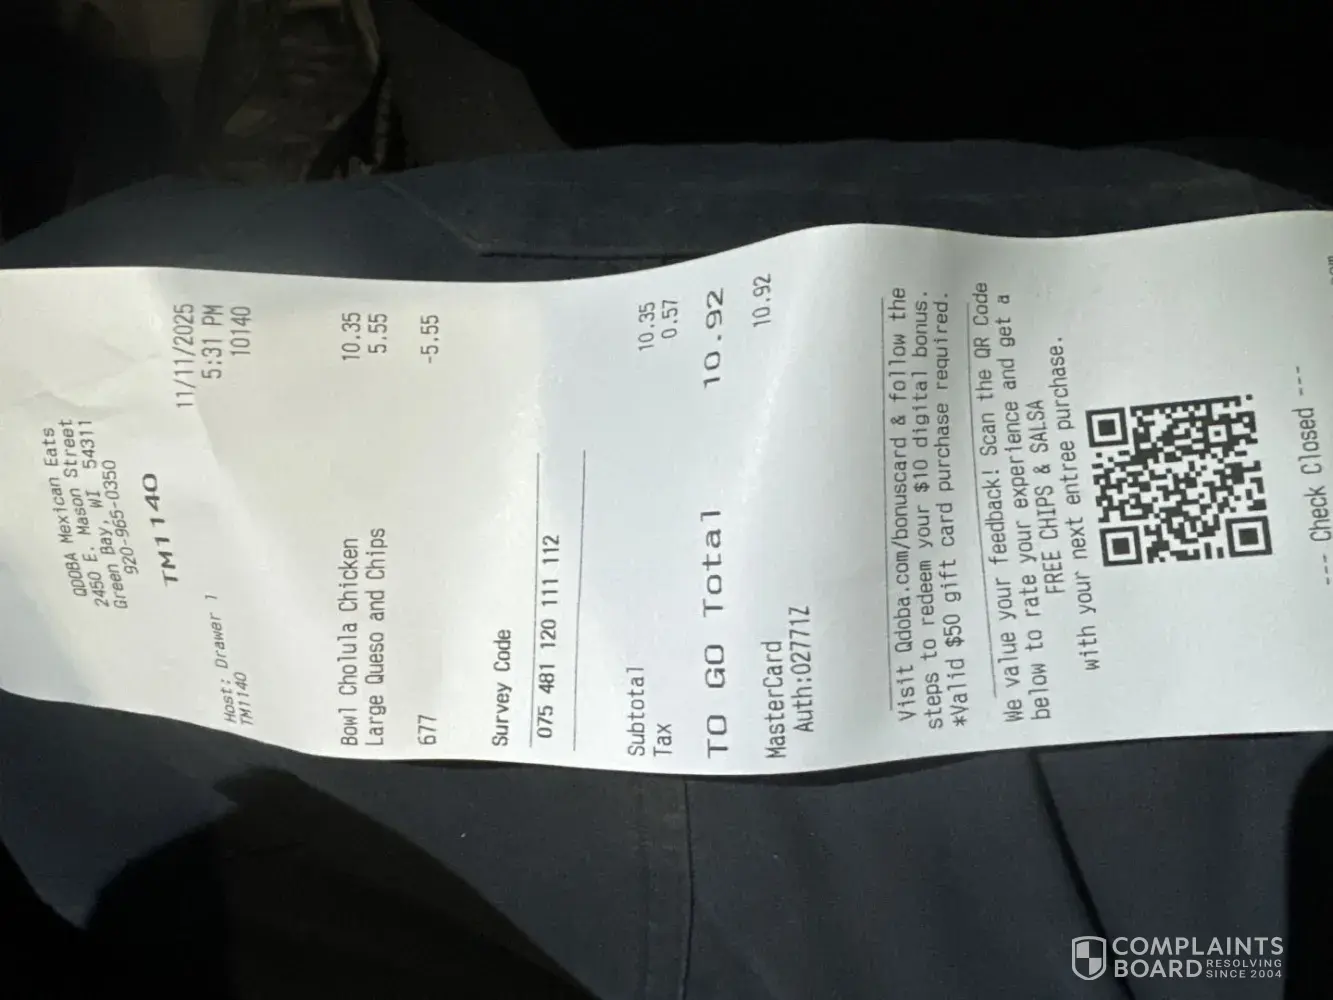 QDOBA Mexican Eats
2450 E. Mason Street
Green Bay, WI 54311
920-965-0350
TM1140
11/11/2025
Host: Drawer 1 5:31 PM
TM1140 10140
Bowl Cholula Chicken 10.35
Large Queso and Chips 5.55
677 -5.55
Survey Code
075 481 120 111 112
Subtotal 10.35
Tax 0.57
TO GO Total 10.92
MasterCard 10.92
Auth:02771Z
Visit Qdoba.com/bonuscard & follow the
steps to redeem your $10 digital bonus.
*Valid $50 gift card purchase required.
We value your feedback! Scan the QR Code
below to rate your experience and get a
FREE CHIPS & SALSA
with your next entree purchase.
--- Check Closed ---
COMPLAINTS
BOARD RESOLVING
SINCE 2004